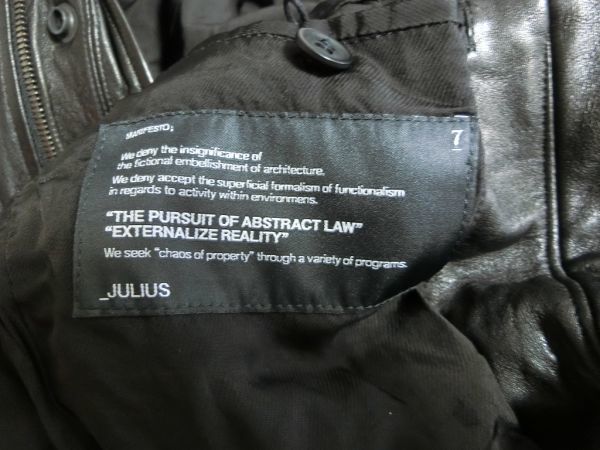 MANIFESTO;
7
We deny the insignificance of
the fictional embellishment of architecture.
We deny accept the superficial formalism of functionalism
in regards to activity within environmens.
“THE PURSUIT OF ABSTRACT LAW”
“EXTERNALIZE REALITY”
We seek “chaos of property” through a variety of programs.
_JULIUS